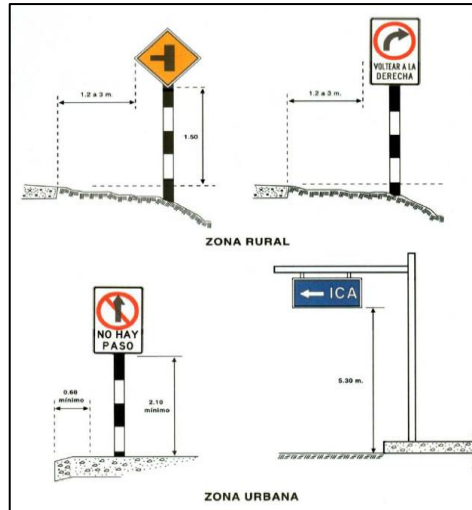 VOLTEAR A LA
DERECHA
1.2 a 3 m.
1.2 a 3 m.
1.50
ZONA RURAL
ICA
NO HAY
PASO
5.30 m.
0.60
mínimo
2.10
mínimo
ZONA URBANA